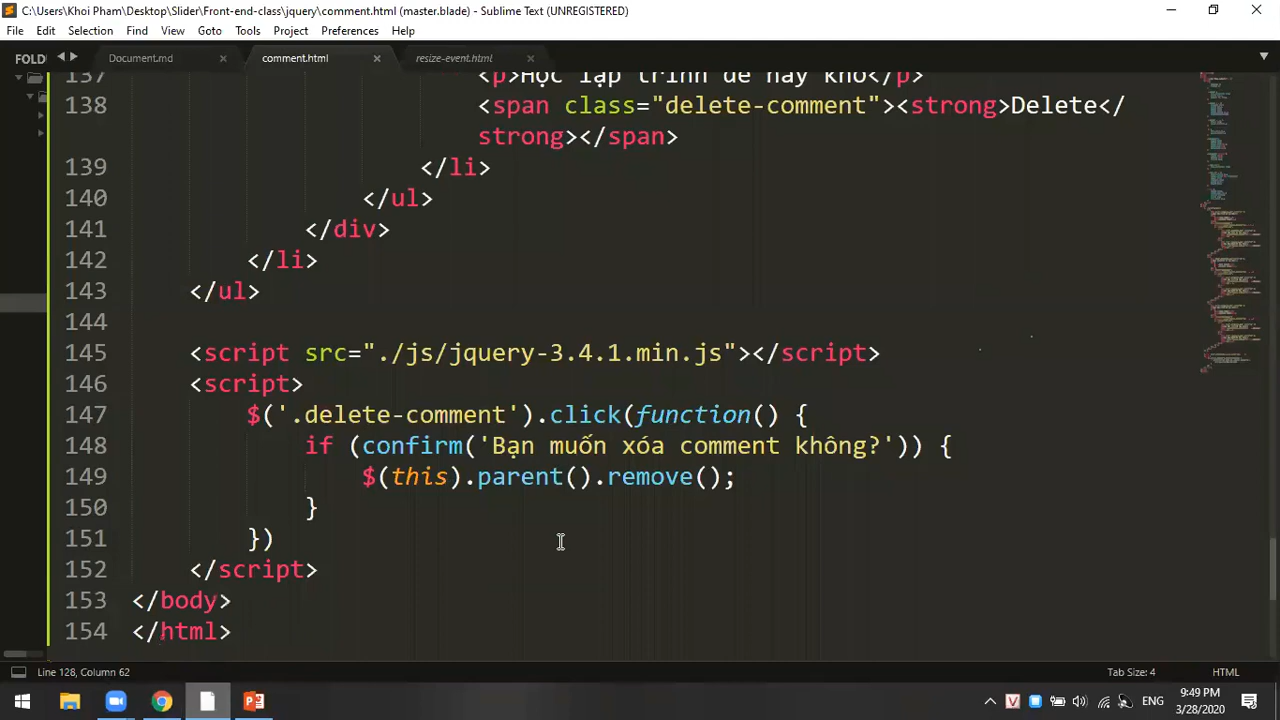 C:\Users\Khoi Pham\Desktop\Slider\Front-end-class\jquery\comment.html (master.blade) - Sublime Text (UNREGISTERED)
File Edit Selection Find View Goto Tools Project Preferences Help
FOLD Document.md comment.html resize-event.html
137 <p>Học lập trình dễ hay khó</p>
138 <span class="delete-comment"><strong>Delete</
strong></span>
139 </li>
140 </ul>
141 </div>
142 </li>
143 </ul>
144
145 <script src="./js/jquery-3.4.1.min.js"></script>
146 <script>
147 $('.delete-comment').click(function() {
148 if (confirm('Bạn muốn xóa comment không?')) {
149 $(this).parent().remove();
150 }
151 })
152 </script>
153 </body>
154 </html>
Line 128, Column 62 Tab Size: 4 HTML
ENG 9:49 PM
3/28/2020